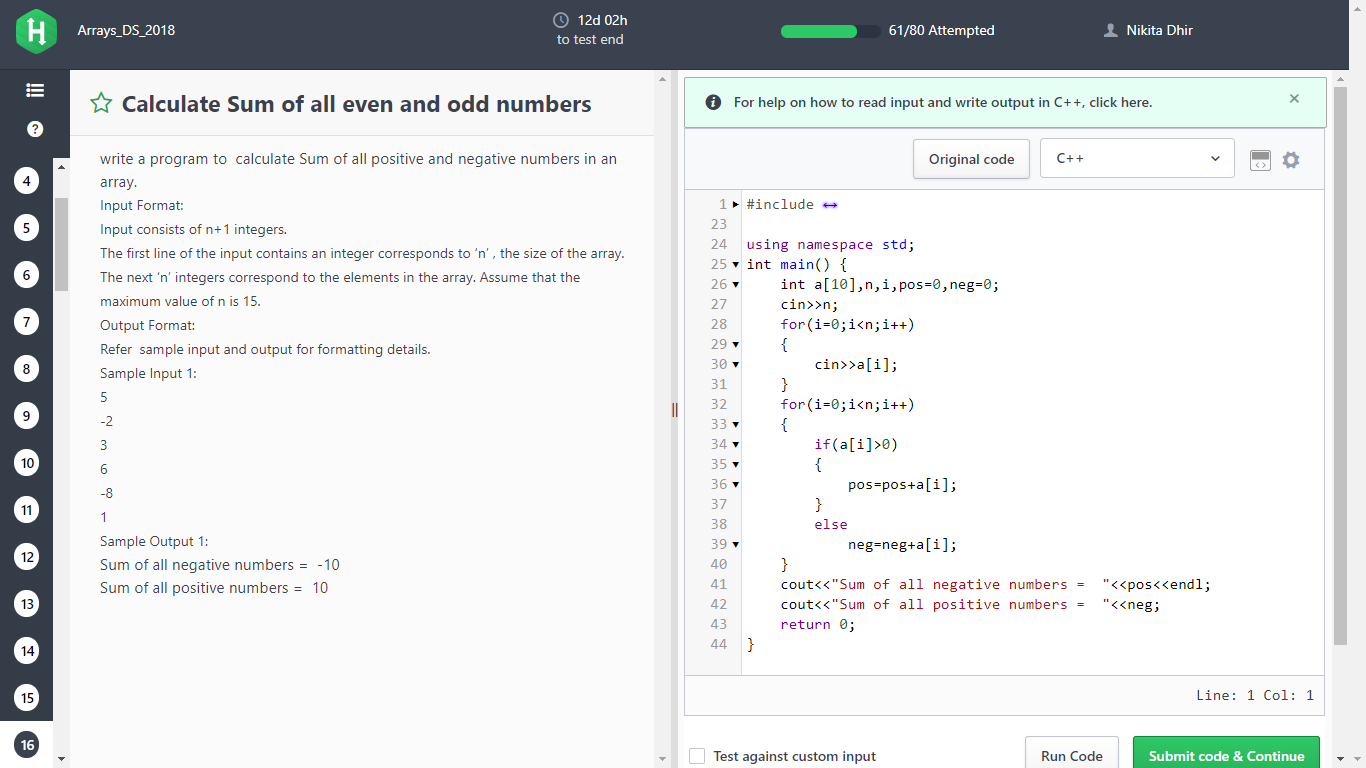 Arrays_DS_2018
12d 02h
to test end
61/80 Attempted
Nikita Dhir
4
5
6
7
8
9
10
11
12
13
14
15
16
Calculate Sum of all even and odd numbers
write a program to  calculate Sum of all positive and negative numbers in an
array.
Input Format:
Input consists of n+1 integers.
The first line of the input contains an integer corresponds to ‘n’ , the size of the array.
The next ‘n’ integers correspond to the elements in the array. Assume that the
maximum value of n is 15.
Output Format:
Refer  sample input and output for formatting details.
Sample Input 1:
5
-2
3
6
-8
1
Sample Output 1:
Sum of all negative numbers =  -10
Sum of all positive numbers =  10
For help on how to read input and write output in C++, click here.
Original code
C++
1 #include
23
24 using namespace std;
25 int main() {
26     int a[10],n,i,pos=0,neg=0;
27     cin>>n;
28     for(i=0;i<n;i++)
29     {
30         cin>>a[i];
31     }
32     for(i=0;i<n;i++)
33     {
34         if(a[i]>0)
35         {
36             pos=pos+a[i];
37         }
38         else
39             neg=neg+a[i];
40     }
41     cout<<"Sum of all negative numbers =  "<<pos<<endl;
42     cout<<"Sum of all positive numbers =  "<<neg;
43     return 0;
44 }
Line: 1 Col: 1
Test against custom input
Run Code
Submit code & Continue